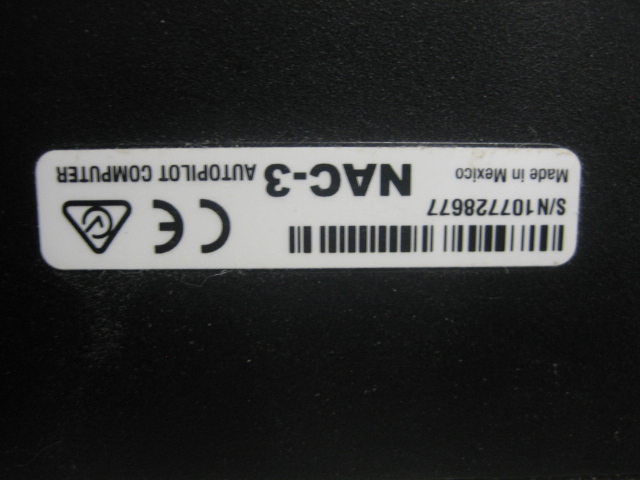 S/N107728677
Made in Mexico NAC-3 AUTOPILOT COMPUTER